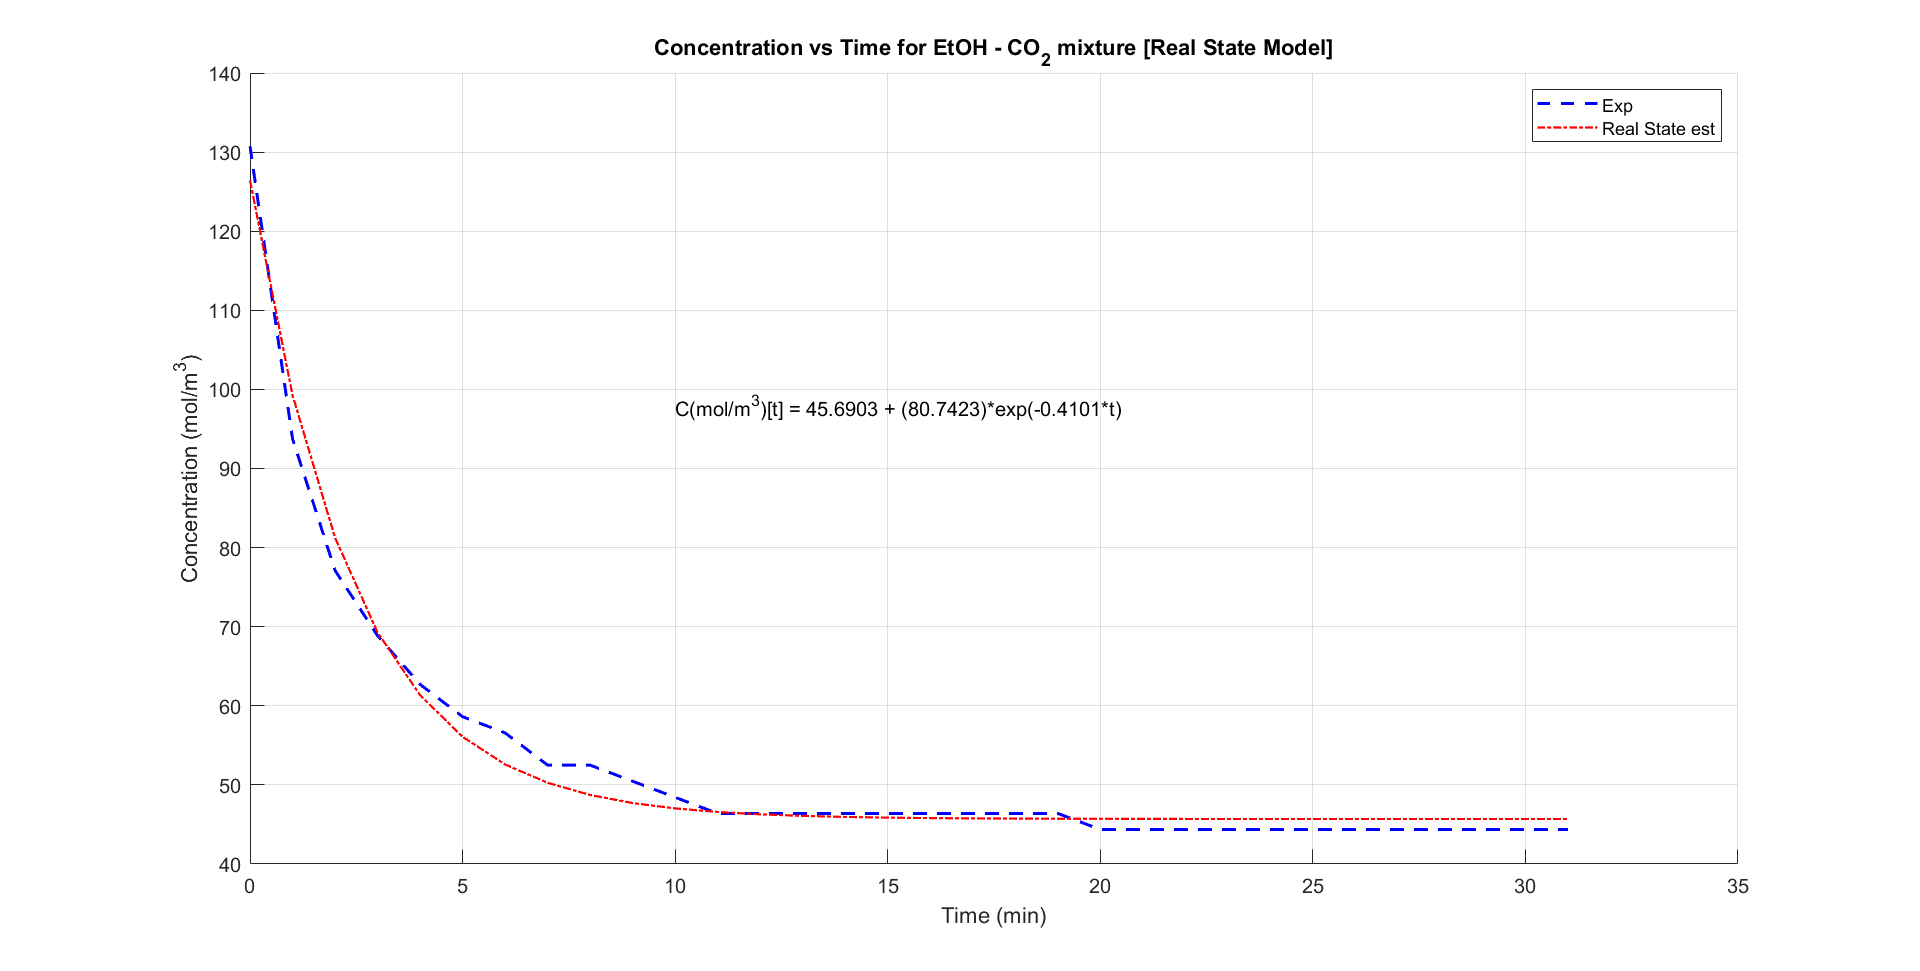 Concentration vs Time for EtOH - CO₂ mixture [Real State Model]
140
130
120
110
100
90
80
70
60
50
40
Concentration (mol/m³)
Exp
Real State est
C(mol/m³)[t] = 45.6903 + (80.7423)*exp(-0.4101*t)
0 5 10 15 20 25 30 35
Time (min)